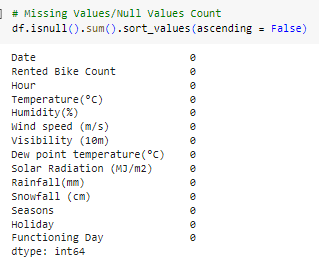 ] # Missing Values/Null Values Count
df.isnull().sum().sort_values(ascending = False)
Date 0
Rented Bike Count 0
Hour 0
Temperature(°C) 0
Humidity(%) 0
Wind speed (m/s) 0
Visibility (10m) 0
Dew point temperature(°C) 0
Solar Radiation (MJ/m2) 0
Rainfall(mm) 0
Snowfall (cm) 0
Seasons 0
Holiday 0
Functioning Day 0
dtype: int64